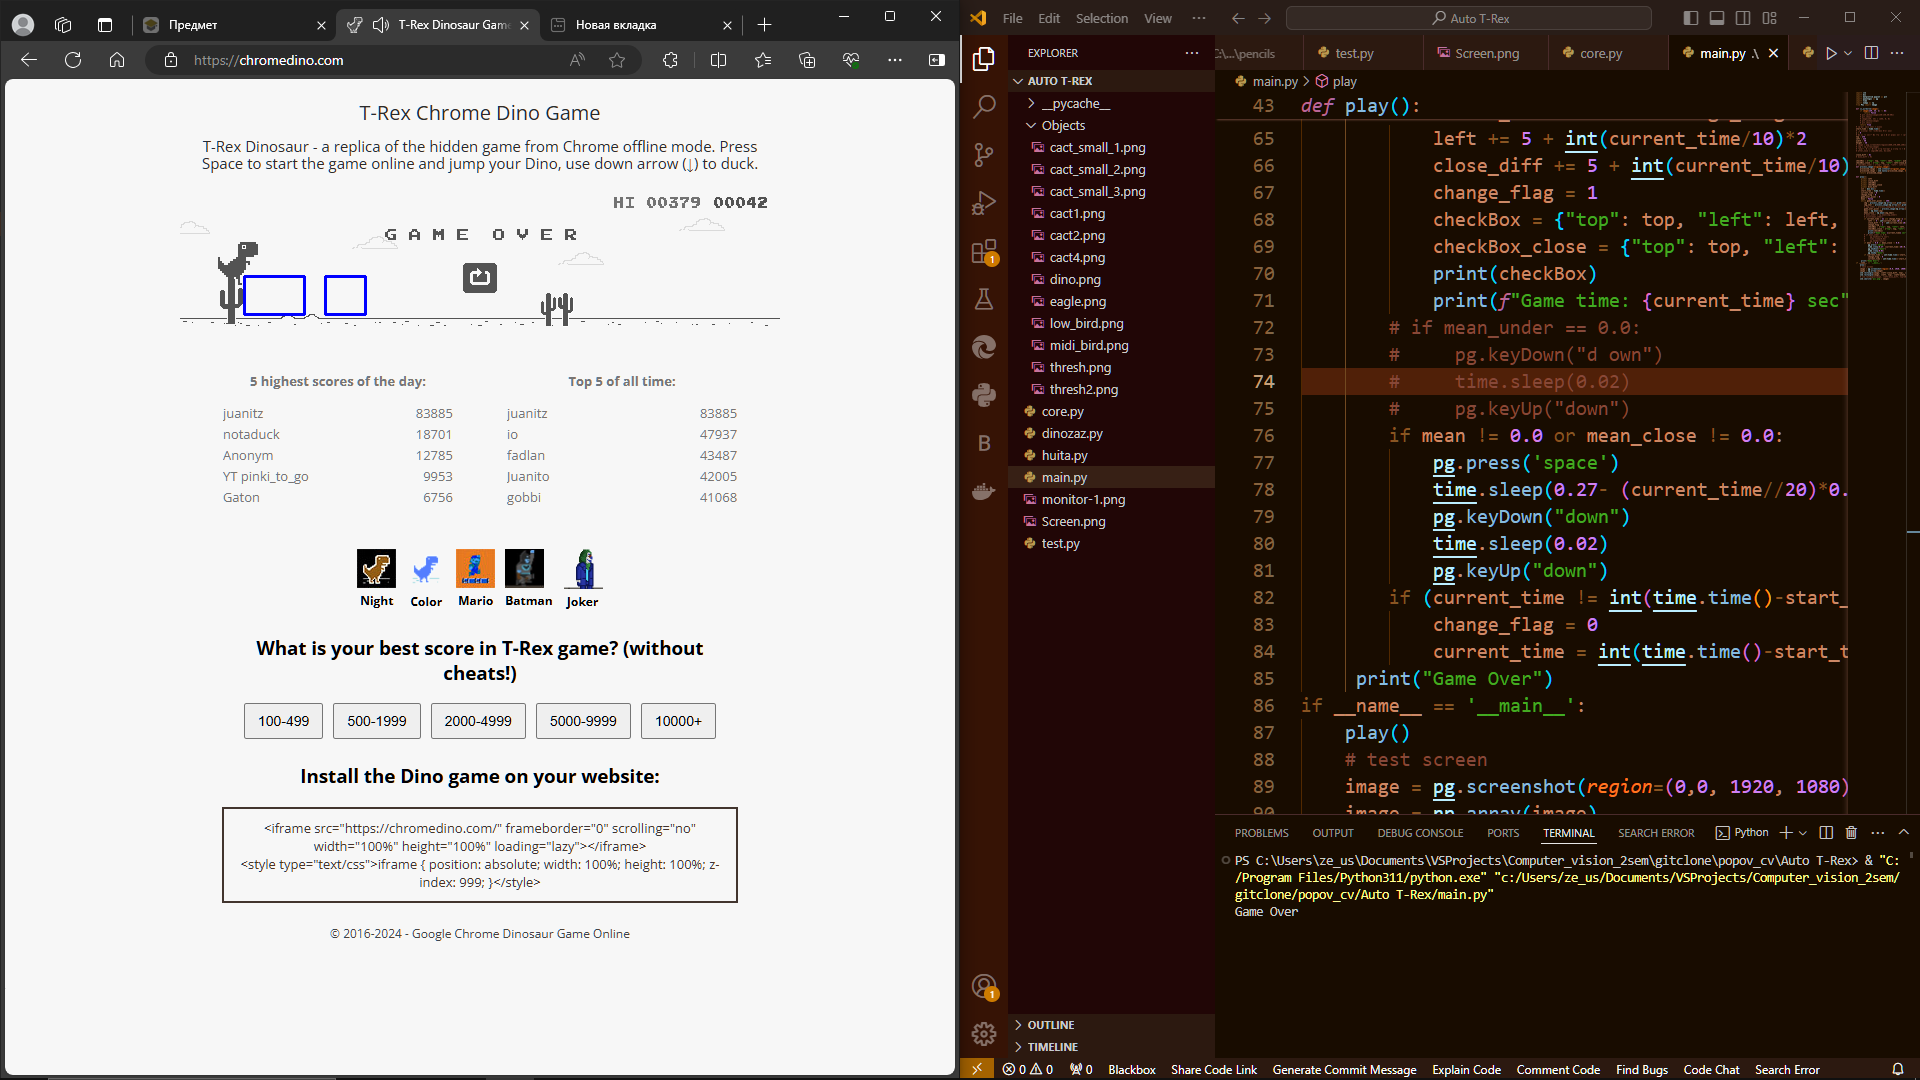 Предмет
T-Rex Dinosaur Game
Новая вкладка
https://chromedino.com
T-Rex Chrome Dino Game
T-Rex Dinosaur - a replica of the hidden game from Chrome offline mode. Press
Space to start the game online and jump your Dino, use down arrow (↓) to duck.
HI 00379 00042
GAME OVER
5 highest scores of the day:
juanitz 83885
notaduck 18701
Anonym 12785
YT pinki_to_go 9953
Gaton 6756
Top 5 of all time:
juanitz 83885
io 47937
fadlan 43487
Juanito 42005
gobbi 41068
Night Color Mario Batman Joker
What is your best score in T-Rex game? (without
cheats!)
100-499 500-1999 2000-4999 5000-9999 10000+
Install the Dino game on your website:
<iframe src="https://chromedino.com/" frameborder="0" scrolling="no"
width="100%" height="100%" loading="lazy"></iframe>
<style type="text/css">iframe { position: absolute; width: 100%; height: 100%; z-
index: 999; }</style>
© 2016-2024 - Google Chrome Dinosaur Game Online
File Edit Selection View ··· Auto T-Rex
EXPLORER
AUTO T-REX
__pycache__
Objects
cact_small_1.png
cact_small_2.png
cact_small_3.png
cact1.png
cact2.png
cact4.png
dino.png
eagle.png
low_bird.png
midi_bird.png
thresh.png
thresh2.png
core.py
dinozaz.py
huita.py
main.py
monitor-1.png
Screen.png
test.py
OUTLINE
TIMELINE
C:\...\pencils test.py Screen.png core.py main.py .\
main.py > play
43 def play():
65 left += 5 + int(current_time/10)*2
66 close_diff += 5 + int(current_time/10)
67 change_flag = 1
68 checkBox = {"top": top, "left": left,
69 checkBox_close = {"top": top, "left":
70 print(checkBox)
71 print(f"Game time: {current_time} sec"
72 # if mean_under == 0.0:
73 # pg.keyDown("d own")
74 # time.sleep(0.02)
75 # pg.keyUp("down")
76 if mean != 0.0 or mean_close != 0.0:
77 pg.press('space')
78 time.sleep(0.27- (current_time//20)*0.
79 pg.keyDown("down")
80 time.sleep(0.02)
81 pg.keyUp("down")
82 if (current_time != int(time.time()-start_
83 change_flag = 0
84 current_time = int(time.time()-start_t
85 print("Game Over")
86 if __name__ == '__main__':
87 play()
88 # test screen
89 image = pg.screenshot(region=(0,0, 1920, 1080)
90 image = np.array(image)
PROBLEMS OUTPUT DEBUG CONSOLE PORTS TERMINAL SEARCH ERROR Python
PS C:\Users\ze_us\Documents\VSProjects\Computer_vision_2sem\gitclone\popov_cv\Auto T-Rex> & "C:
/Program Files/Python311/python.exe" "c:/Users/ze_us/Documents/VSProjects/Computer_vision_2sem/
gitclone/popov_cv/Auto T-Rex/main.py"
Game Over
0 0 0 Blackbox Share Code Link Generate Commit Message Explain Code Comment Code Find Bugs Code Chat Search Error